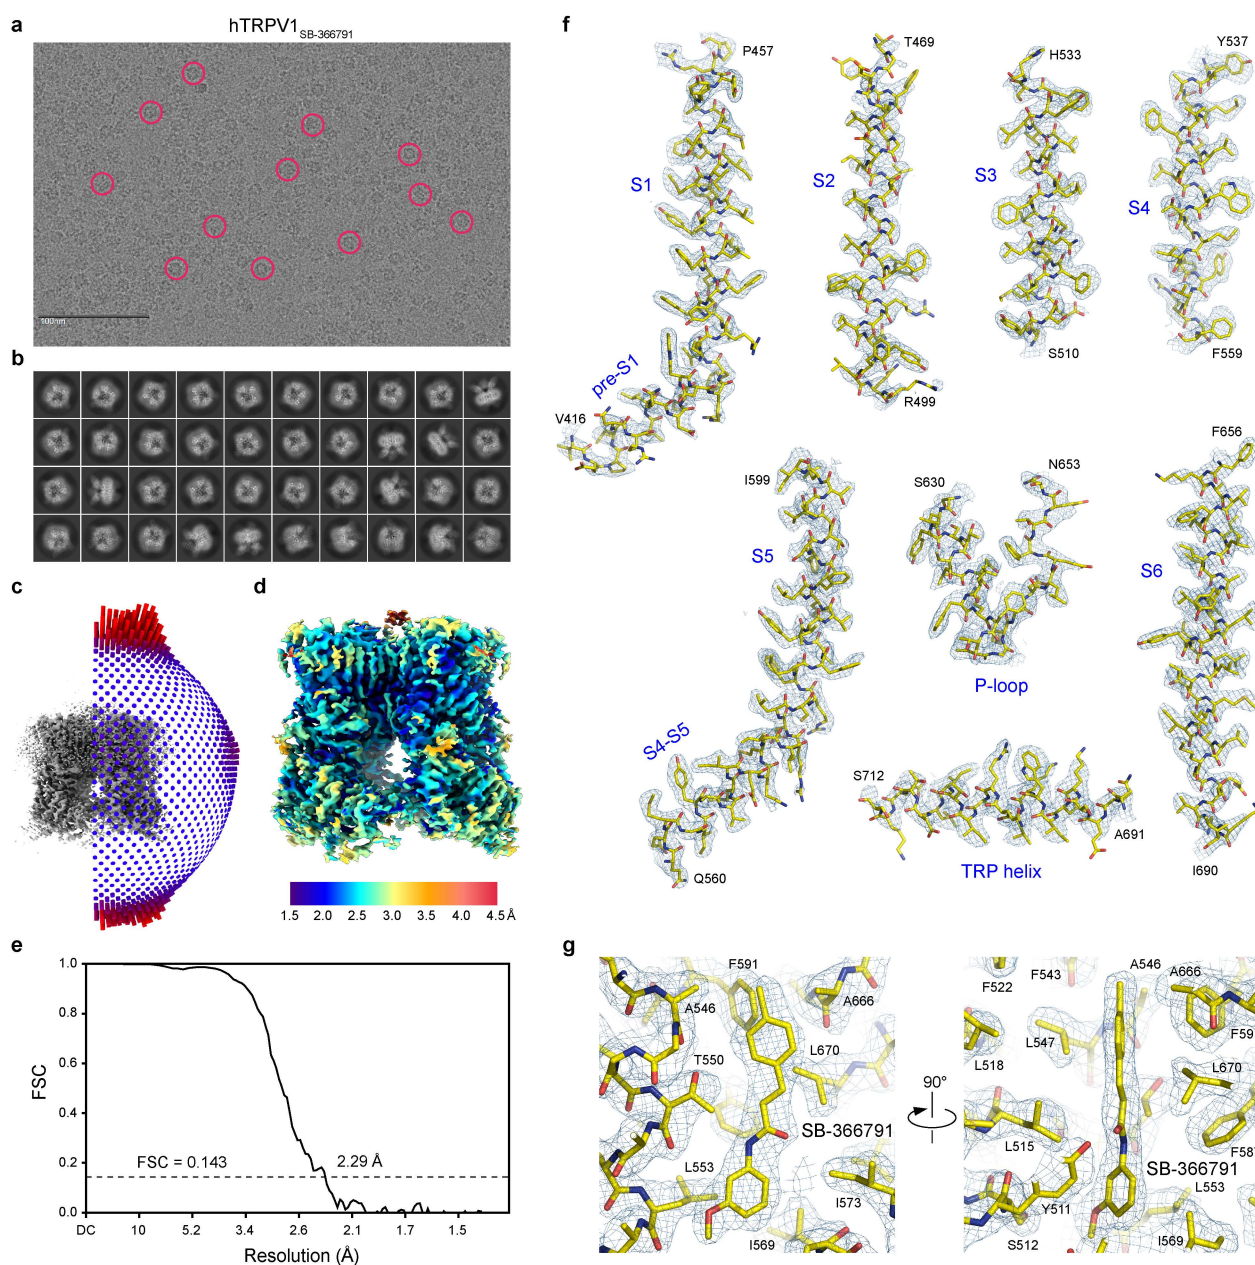 a
hTRPV1SB-366791
100nm
b
c
d
1.5 2.0 2.5 3.0 3.5 4.0 4.5 Å
e
1.0
0.8
0.6
0.4
0.2
0.0
FSC
FSC = 0.143
2.29 Å
DC 10 5.2 3.4 2.6 2.1 1.7 1.5
Resolution (Å)
f
P457
S1
pre-S1
V416
T469
S2
R499
H533
S3
S510
Y537
S4
F559
I599
S5
S4-S5
Q560
S630
N653
P-loop
F656
S6
I690
S712
A691
TRP helix
g
F591
A546
A666
T550
L670
SB-366791
L553
I573
I569
90°
F522
F543
A546
A666
F59
L547
L518
L670
L515
F587
SB-366791
L553
Y511
S512
I569